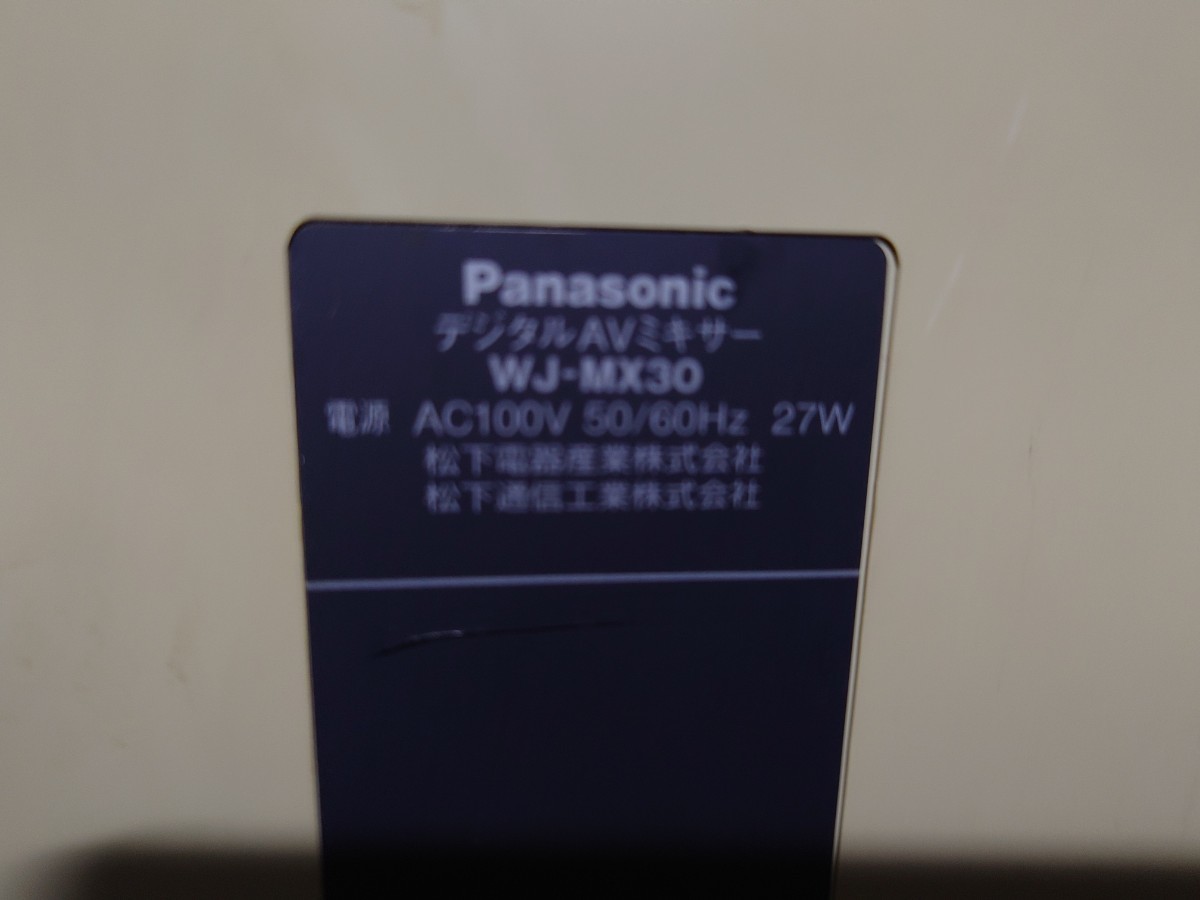 Panasonic
デジタルAVミキサー
WJ-MX30
電源 AC100V 50/60Hz 27W
松下電器産業株式会社
松下通信工業株式会社